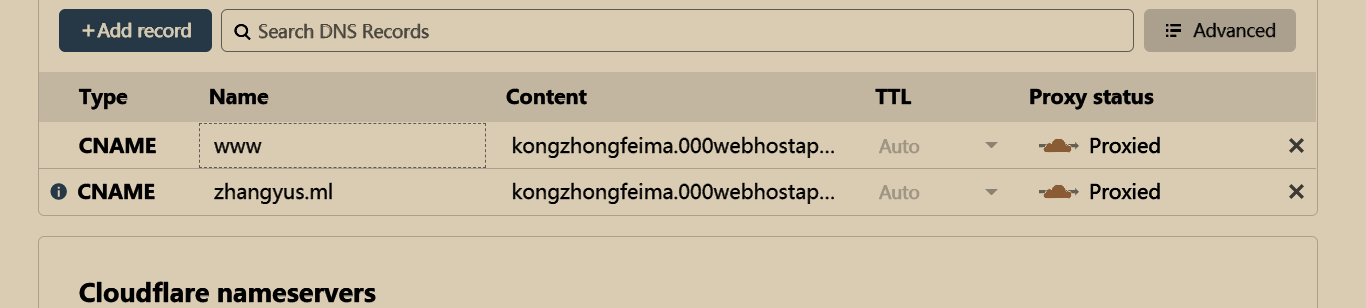 +Add record Search DNS Records Advanced
Type Name Content TTL Proxy status
CNAME www kongzhongfeima.000webhostap... Auto Proxied
CNAME zhangyus.ml kongzhongfeima.000webhostap... Auto Proxied
Cloudflare nameservers